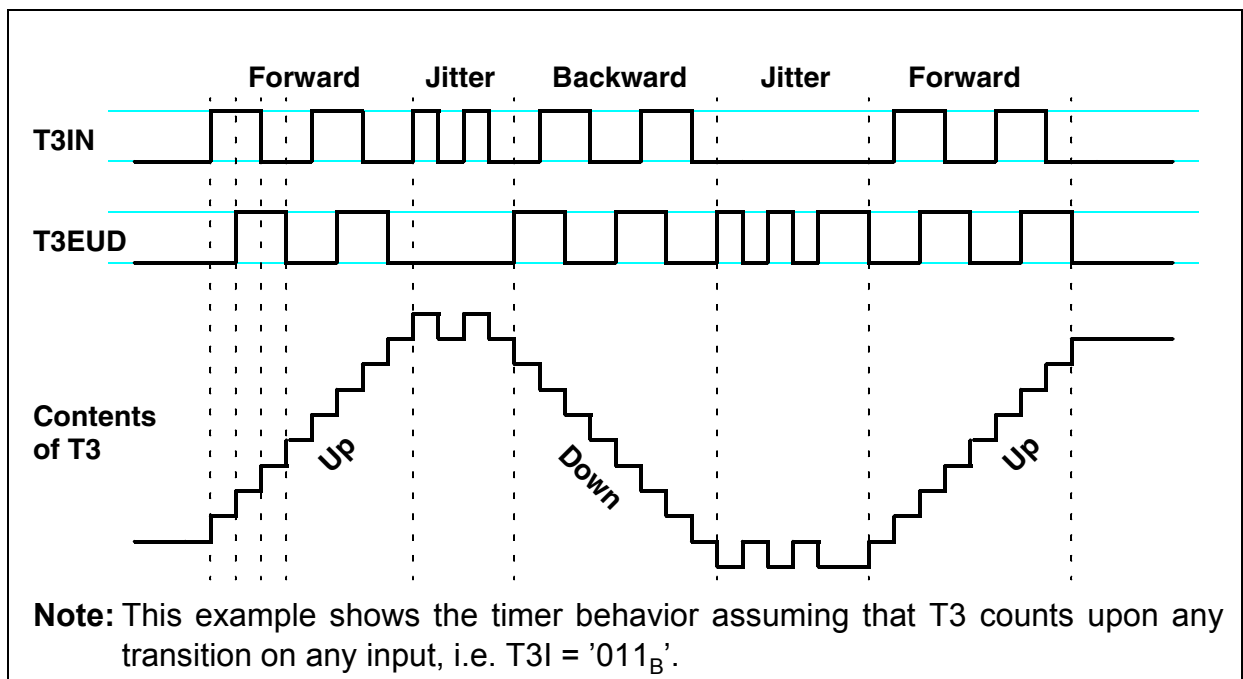 Forward Jitter Backward Jitter Forward
T3IN
T3EUD
Contents
of T3
Up
Down
Up
Note: This example shows the timer behavior assuming that T3 counts upon any
transition on any input, i.e. T3I = '011B'.